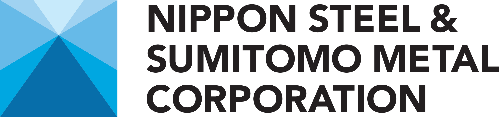 NIPPON STEEL &
SUMITOMO METAL
CORPORATION